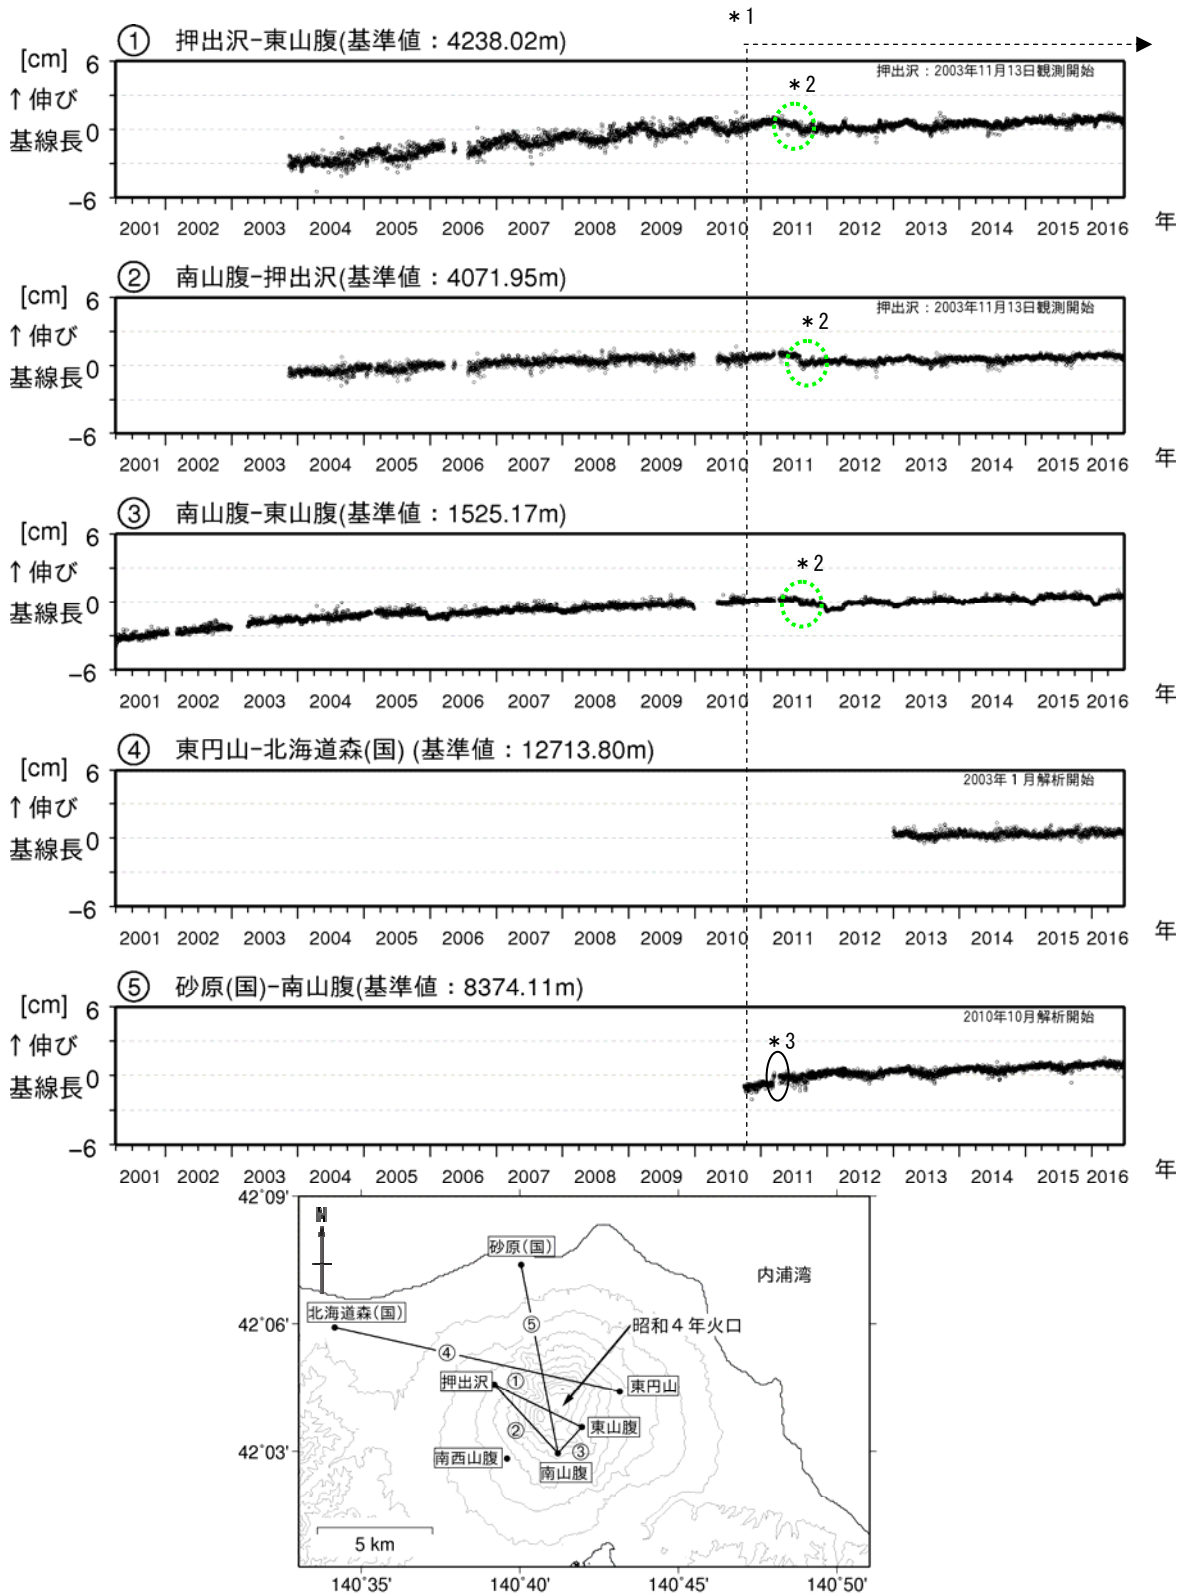 *1
① 押出沢-東山腹(基準値：4238.02m)
[cm] 6
押出沢：2003年11月13日観測開始
*2
↑伸び
基線長 0
-6
2001 2002 2003 2004 2005 2006 2007 2008 2009 2010 2011 2012 2013 2014 2015 2016 年
② 南山腹-押出沢(基準値：4071.95m)
[cm] 6
押出沢：2003年11月13日観測開始
*2
↑伸び
基線長 0
-6
2001 2002 2003 2004 2005 2006 2007 2008 2009 2010 2011 2012 2013 2014 2015 2016 年
③ 南山腹-東山腹(基準値：1525.17m)
[cm] 6
*2
↑伸び
基線長 0
-6
2001 2002 2003 2004 2005 2006 2007 2008 2009 2010 2011 2012 2013 2014 2015 2016 年
④ 東円山-北海道森(国) (基準値：12713.80m)
[cm] 6
2003年1月解析開始
↑伸び
基線長 0
-6
2001 2002 2003 2004 2005 2006 2007 2008 2009 2010 2011 2012 2013 2014 2015 2016 年
⑤ 砂原(国)-南山腹(基準値：8374.11m)
[cm] 6
2010年10月解析開始
*3
↑伸び
基線長 0
-6
2001 2002 2003 2004 2005 2006 2007 2008 2009 2010 2011 2012 2013 2014 2015 2016 年
42°09'
N
砂原(国)
内浦湾
北海道森(国)
42°06'
⑤
昭和4年火口
④
押出沢
①
東円山
②
東山腹
42°03'
③
南西山腹
南山腹
5 km
140°35' 140°40' 140°45' 140°50'